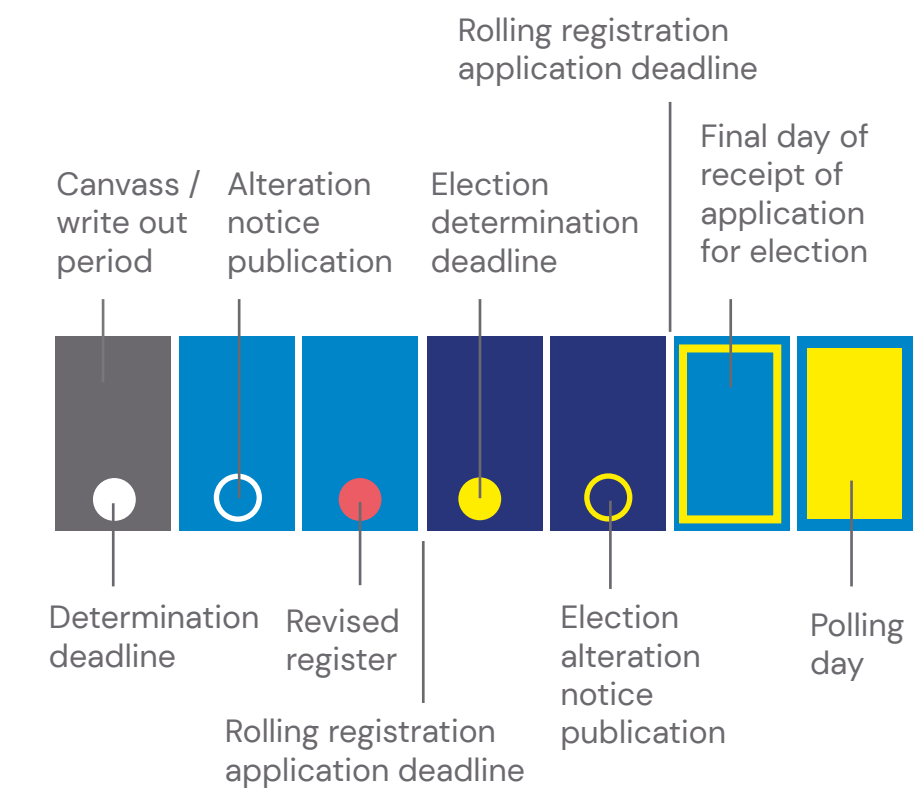 Rolling registration
application deadline
Final day of
receipt of
application
for election
Canvass /
write out
period
Alteration
notice
publication
Election
determination
deadline
Determination
deadline
Revised
register
Rolling registration
application deadline
Election
alteration
notice
publication
Polling
day